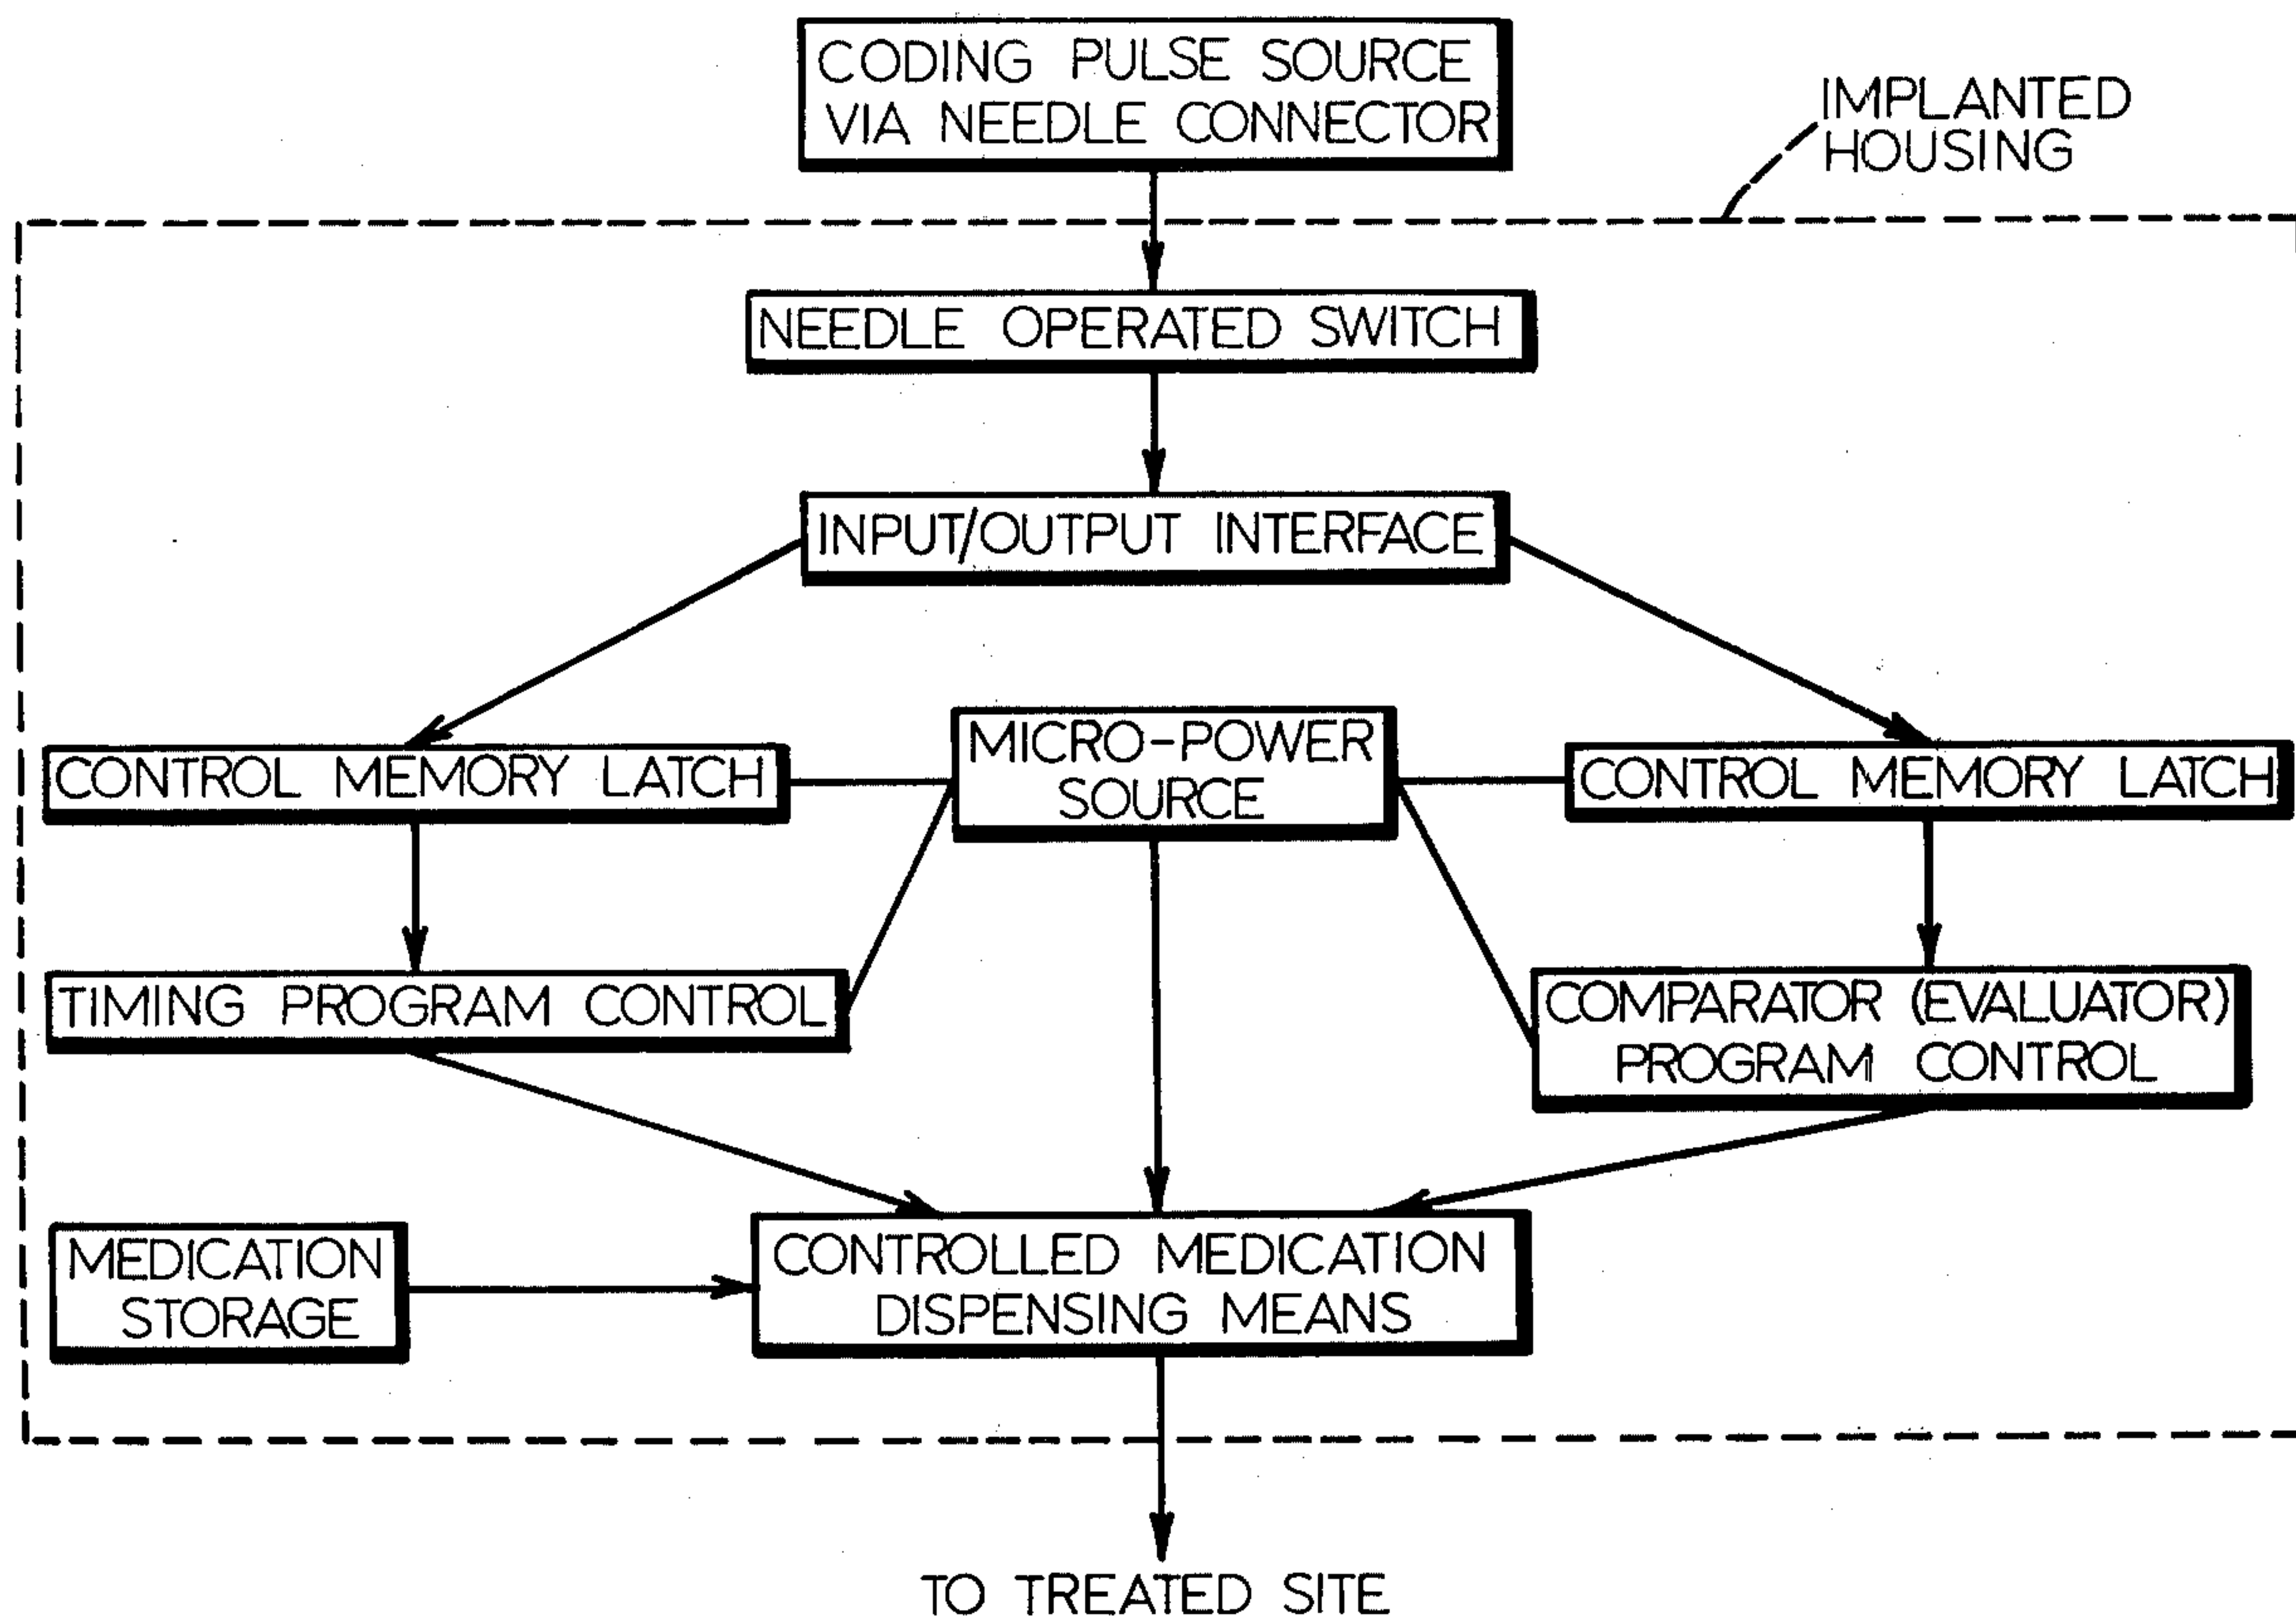 CODING PULSE SOURCE
VIA NEEDLE CONNECTOR
IMPLANTED
HOUSING
NEEDLE OPERATED SWITCH
INPUT/OUTPUT INTERFACE
CONTROL MEMORY LATCH
MICRO-POWER
SOURCE
CONTROL MEMORY LATCH
TIMING PROGRAM CONTROL
COMPARATOR (EVALUATOR)
PROGRAM CONTROL
MEDICATION
STORAGE
CONTROLLED MEDICATION
DISPENSING MEANS
TO TREATED SITE